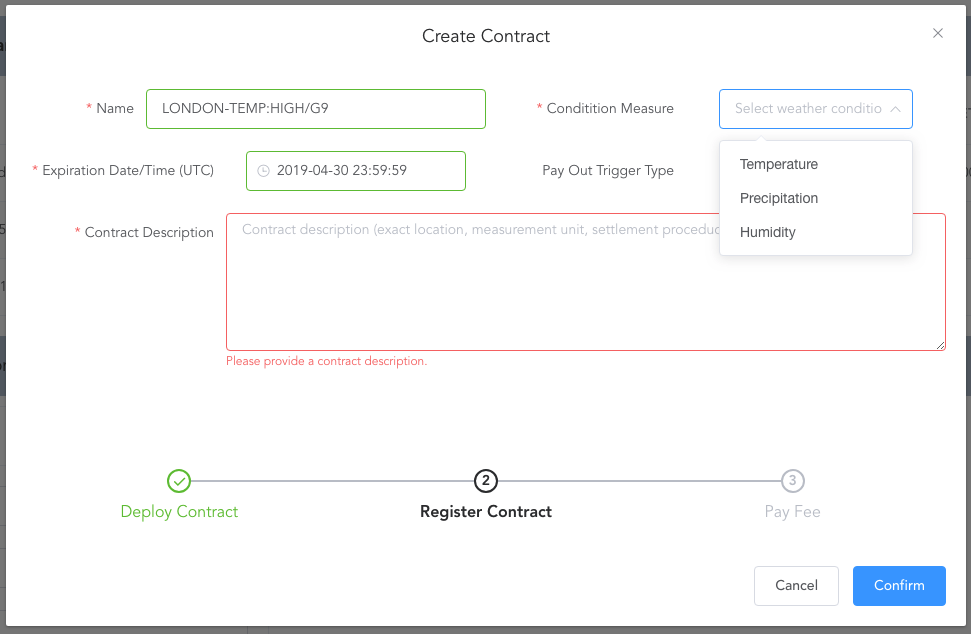 Create Contract
* Name LONDON-TEMP:HIGH/G9
* Conditition Measure Select weather conditio
* Expiration Date/Time (UTC) 2019-04-30 23:59:59
Pay Out Trigger Type
Temperature
Precipitation
Humidity
* Contract Description Contract description (exact location, measurement unit, settlement proceduc
Please provide a contract description.
2
3
Deploy Contract
Register Contract
Pay Fee
Cancel
Confirm